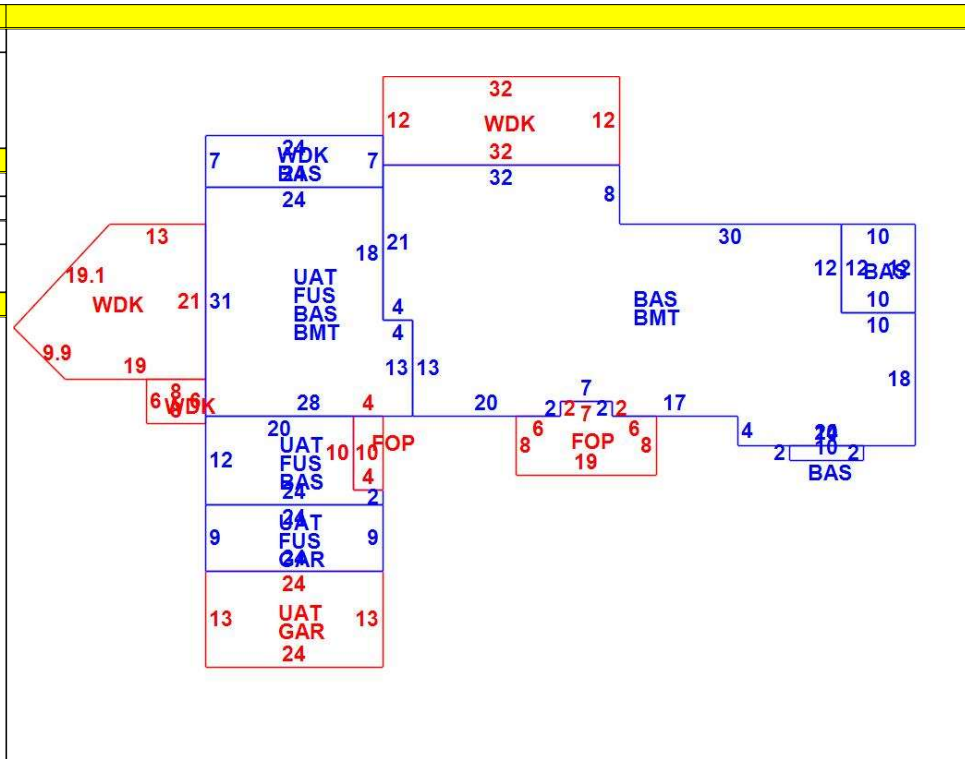 32
12 WDK 12
32
32
24
7 WDK 7
BAS
24
24
8
13
30
10
19.1
18 21
12 12 BAS 12
10
10
WDK 21 31
UAT
FUS
BAS
BMT
BAS
BMT
4
4
9.9
19
13 13
18
8
6 WDK 6
28 4
20
7
2 2 7 2 2
17
20
6 FOP 6
8 8
19
4
10
2 2
BAS
12
UAT
FUS
BAS
10 10 FOP
4
24 2
24
9 UAT 9
FUS
GAR
24
24
13 UAT 13
GAR
24